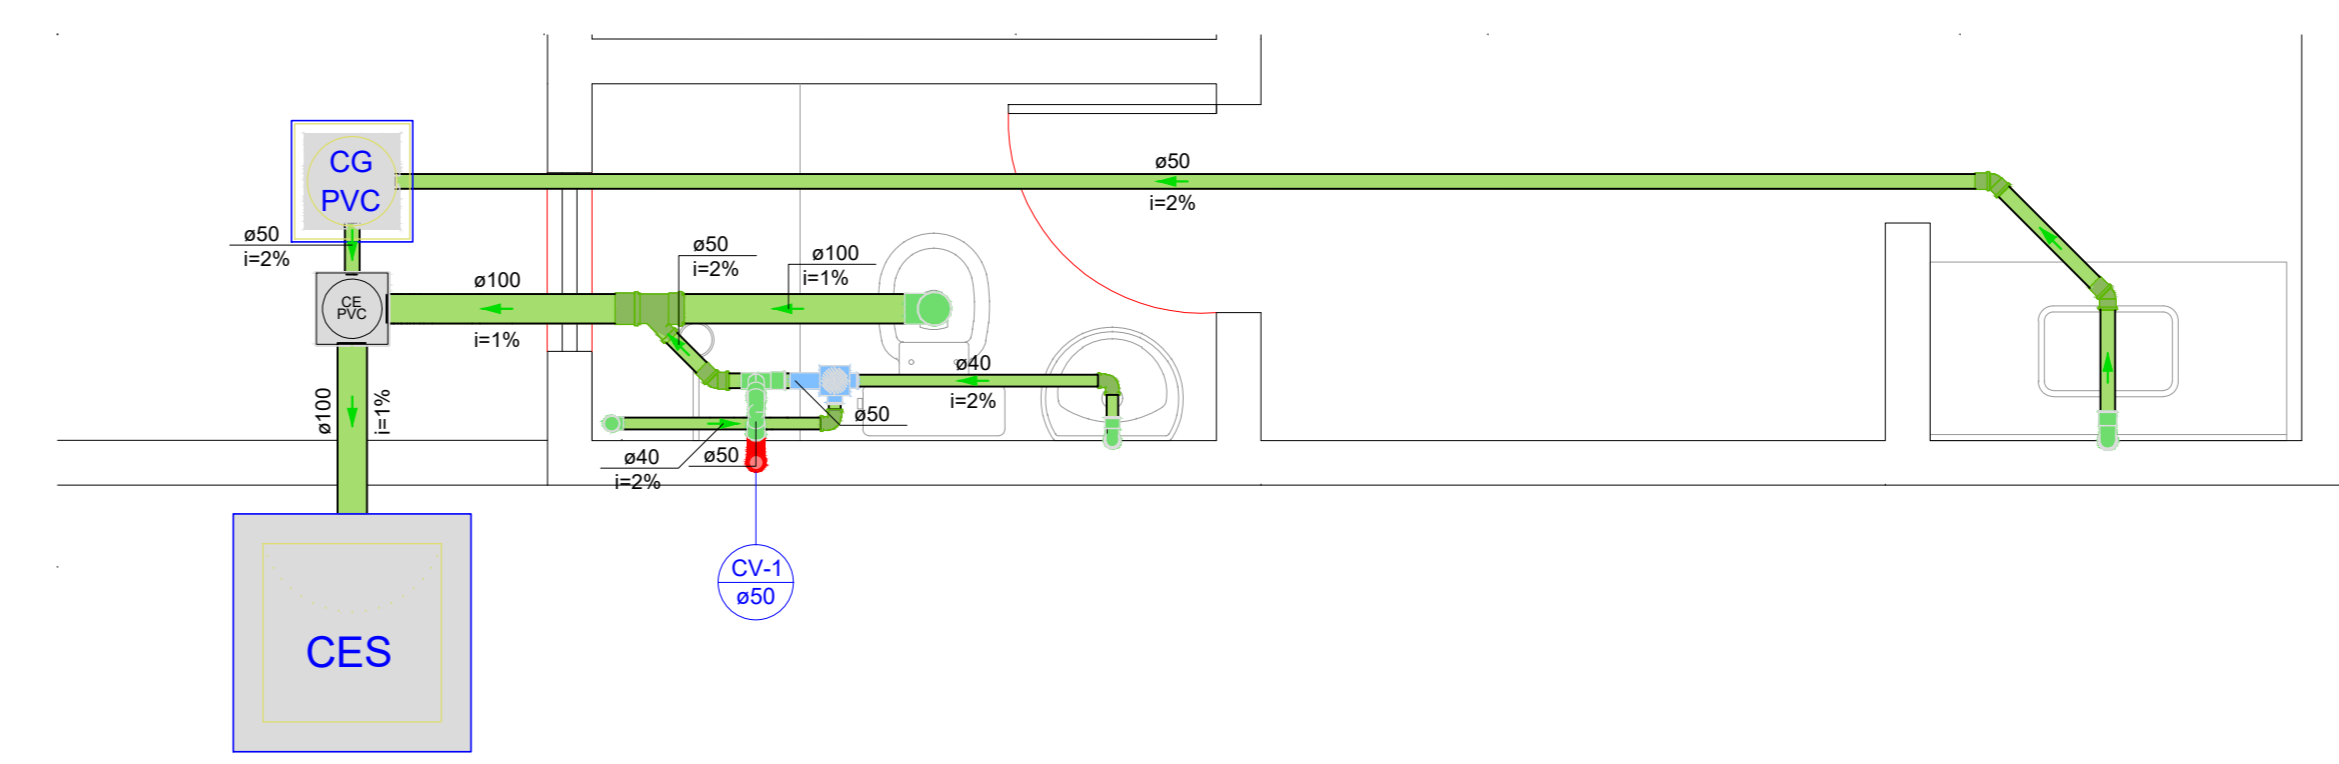 CG
PVC
ø50
i=2%
ø50
i=2%
ø50
i=2%
ø100
i=1%
ø100
i=1%
CE
PVC
ø40
i=2%
ø50
ø100
i=1%
ø40
i=2%
ø50
CV-1
ø50
CES